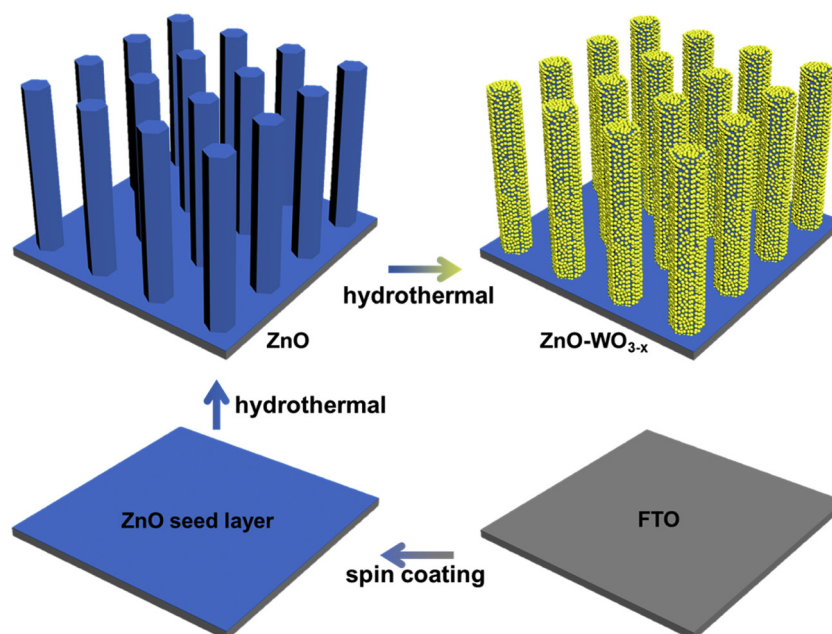 hydrothermal
ZnO
ZnO-WO₃₋ₓ
hydrothermal
ZnO seed layer
FTO
spin coating